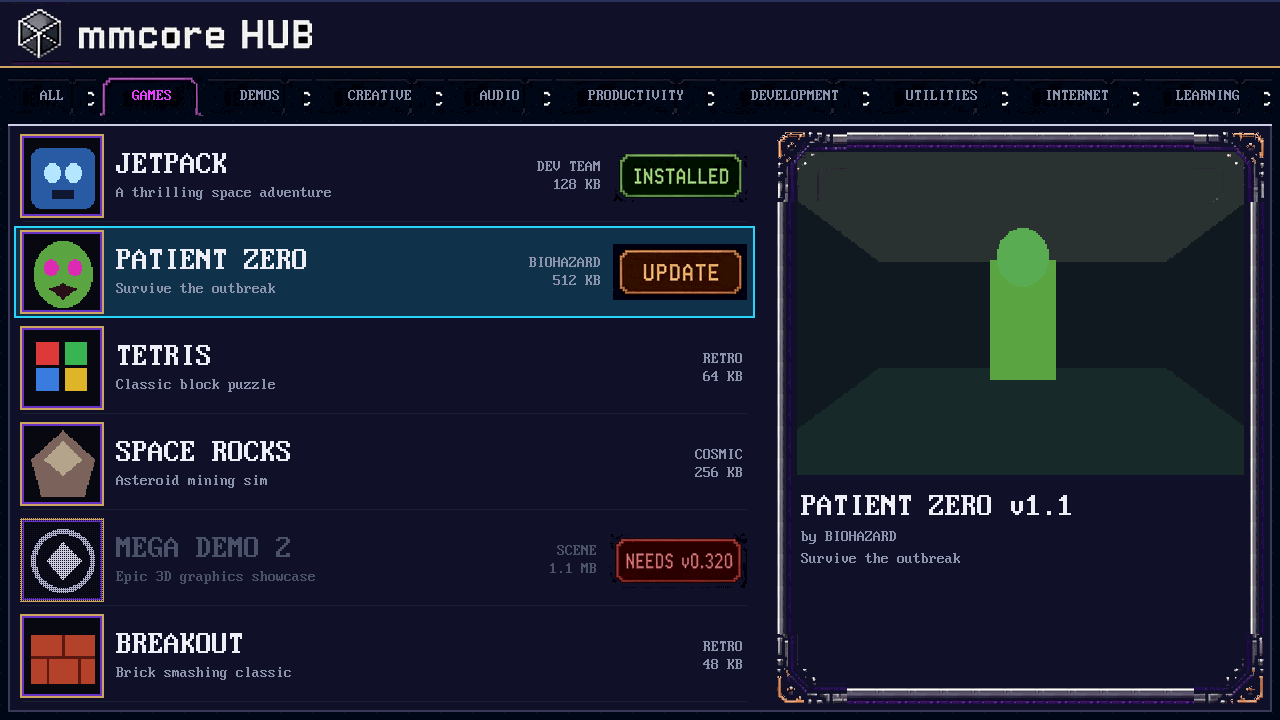 mmcore HUB
ALL
GAMES
DEMOS
CREATIVE
AUDIO
PRODUCTIVITY
DEVELOPMENT
UTILITIES
INTERNET
LEARNING
JETPACK
A thrilling space adventure
DEV TEAM
128 KB
INSTALLED
PATIENT ZERO
Survive the outbreak
BIOHAZARD
512 KB
UPDATE
TETRIS
Classic block puzzle
RETRO
64 KB
SPACE ROCKS
Asteroid mining sim
COSMIC
256 KB
MEGA DEMO 2
Epic 3D graphics showcase
SCENE
1.1 MB
NEEDS v0.320
BREAKOUT
Brick smashing classic
RETRO
48 KB
PATIENT ZERO v1.1
by BIOHAZARD
Survive the outbreak